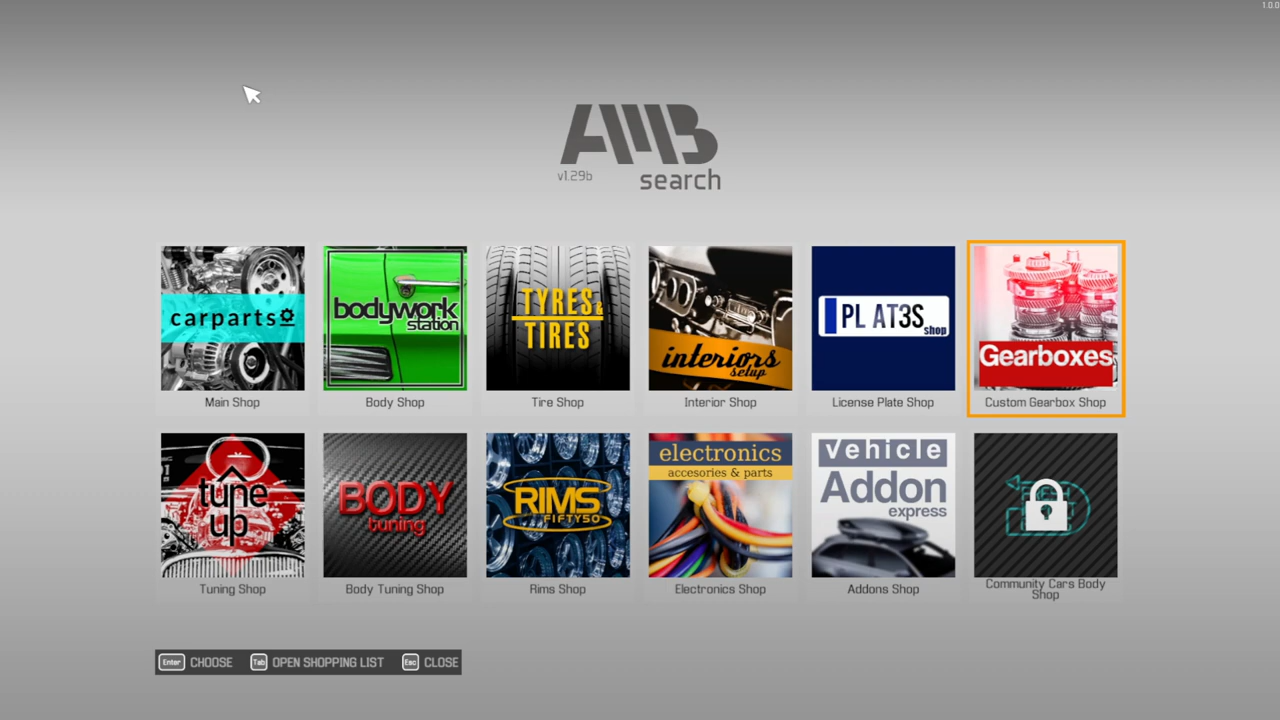 1.0.0
AMB
v1.29b
search
carparts
Main Shop
bodywork
station
Body Shop
TYRES&
TIRES
Tire Shop
interiors
setup
Interior Shop
PL AT3S
shop
License Plate Shop
Gearboxes
Custom Gearbox Shop
tune
up
Tuning Shop
BODY
tuning
Body Tuning Shop
RIMS
FIFTY50
Rims Shop
electronics
accesories & parts
Electronics Shop
vehicle
Addon
express
Addons Shop
Community Cars Body
Shop
Enter CHOOSE Tab OPEN SHOPPING LIST Esc CLOSE